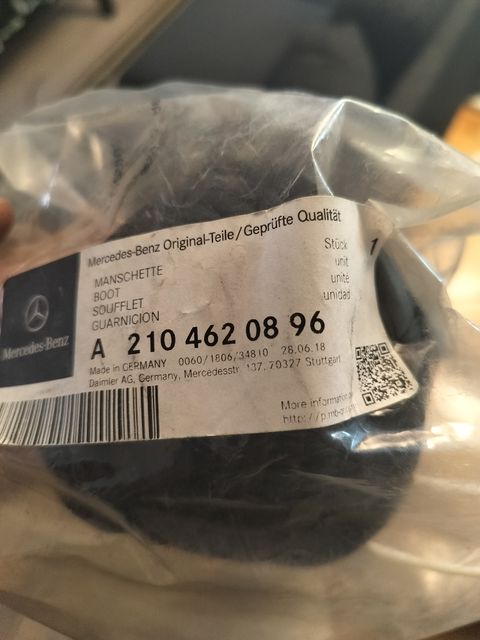 Mercedes-Benz Original-Teile/Geprüfte Qualität
MANSCHETTE
BOOT
SOUFFLET
GUARNICION
Stück
unit
unité
unidad
1
Mercedes-Benz
A 210 462 08 96
Made in GERMANY 0060/1806/34810 28.06.18
Daimler AG, Germany, Mercedesstr. 137, 70327 Stuttgart
More information
http://p.mb-